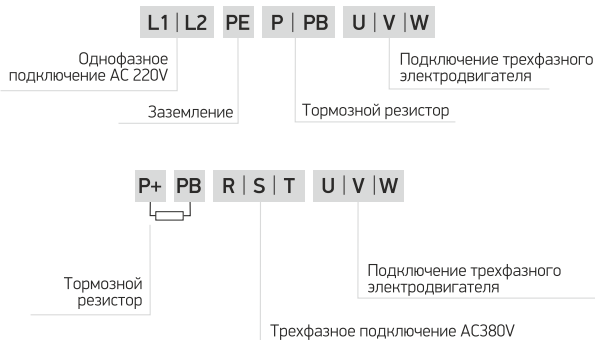 L1 | L2 PE P | PB U | V | W
Однофазное
подключение AC 220V
Подключение трехфазного
электродвигателя
Заземление
Тормозной резистор
P+ PB R | S | T U | V | W
Тормозной
резистор
Подключение трехфазного
электродвигателя
Трехфазное подключение AC380V